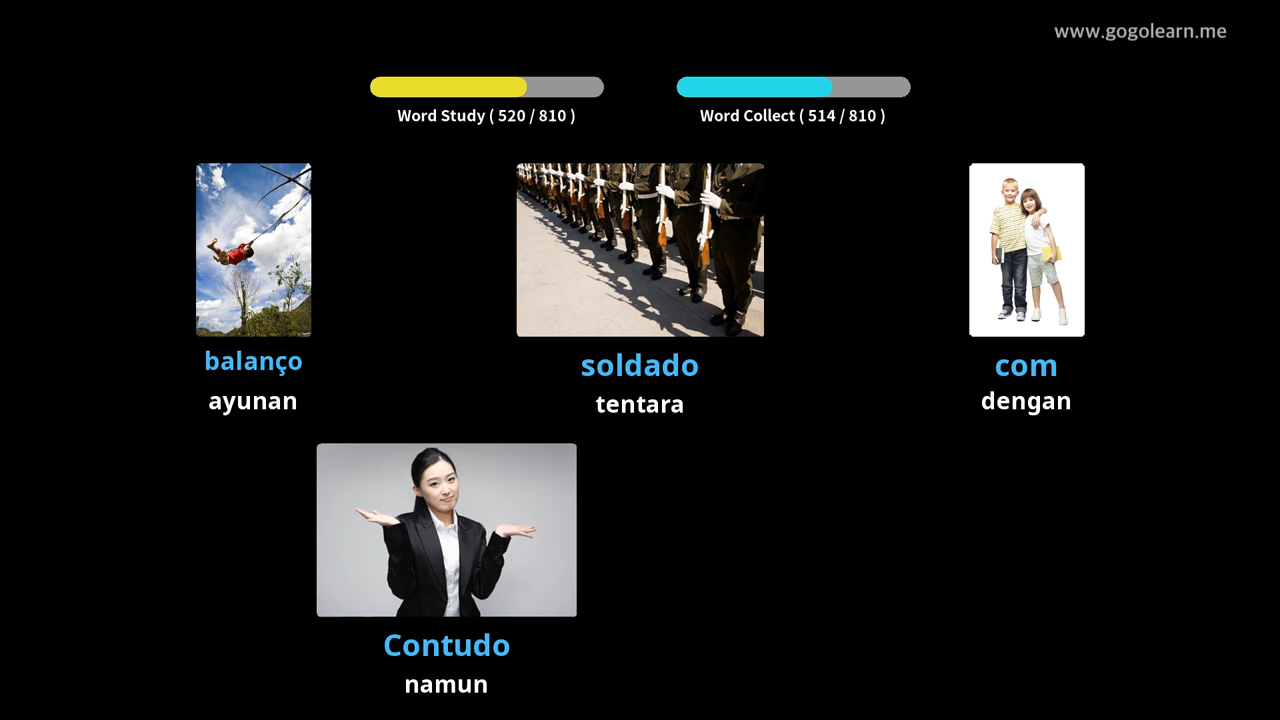 www.gogolearn.me
Word Study ( 520 / 810 )
Word Collect ( 514 / 810 )
balanço
ayunan
soldado
tentara
com
dengan
Contudo
namun